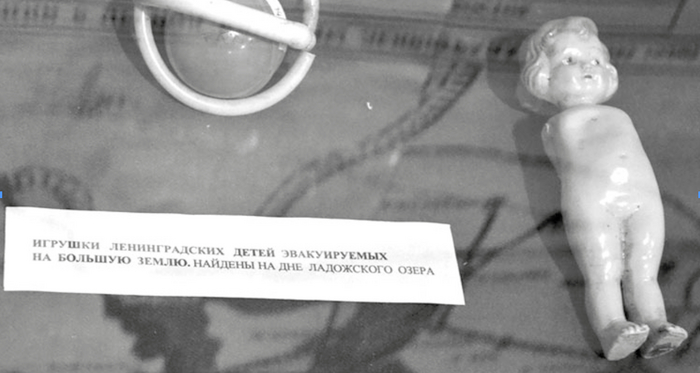 ИГРУШКИ ЛЕНИНГРАДСКИХ ДЕТЕЙ ЭВАКУИРУЕМЫХ
НА БОЛЬШУЮ ЗЕМЛЮ. НАЙДЕНЫ НА ДНЕ ЛАДОЖСКОГО ОЗЕРА